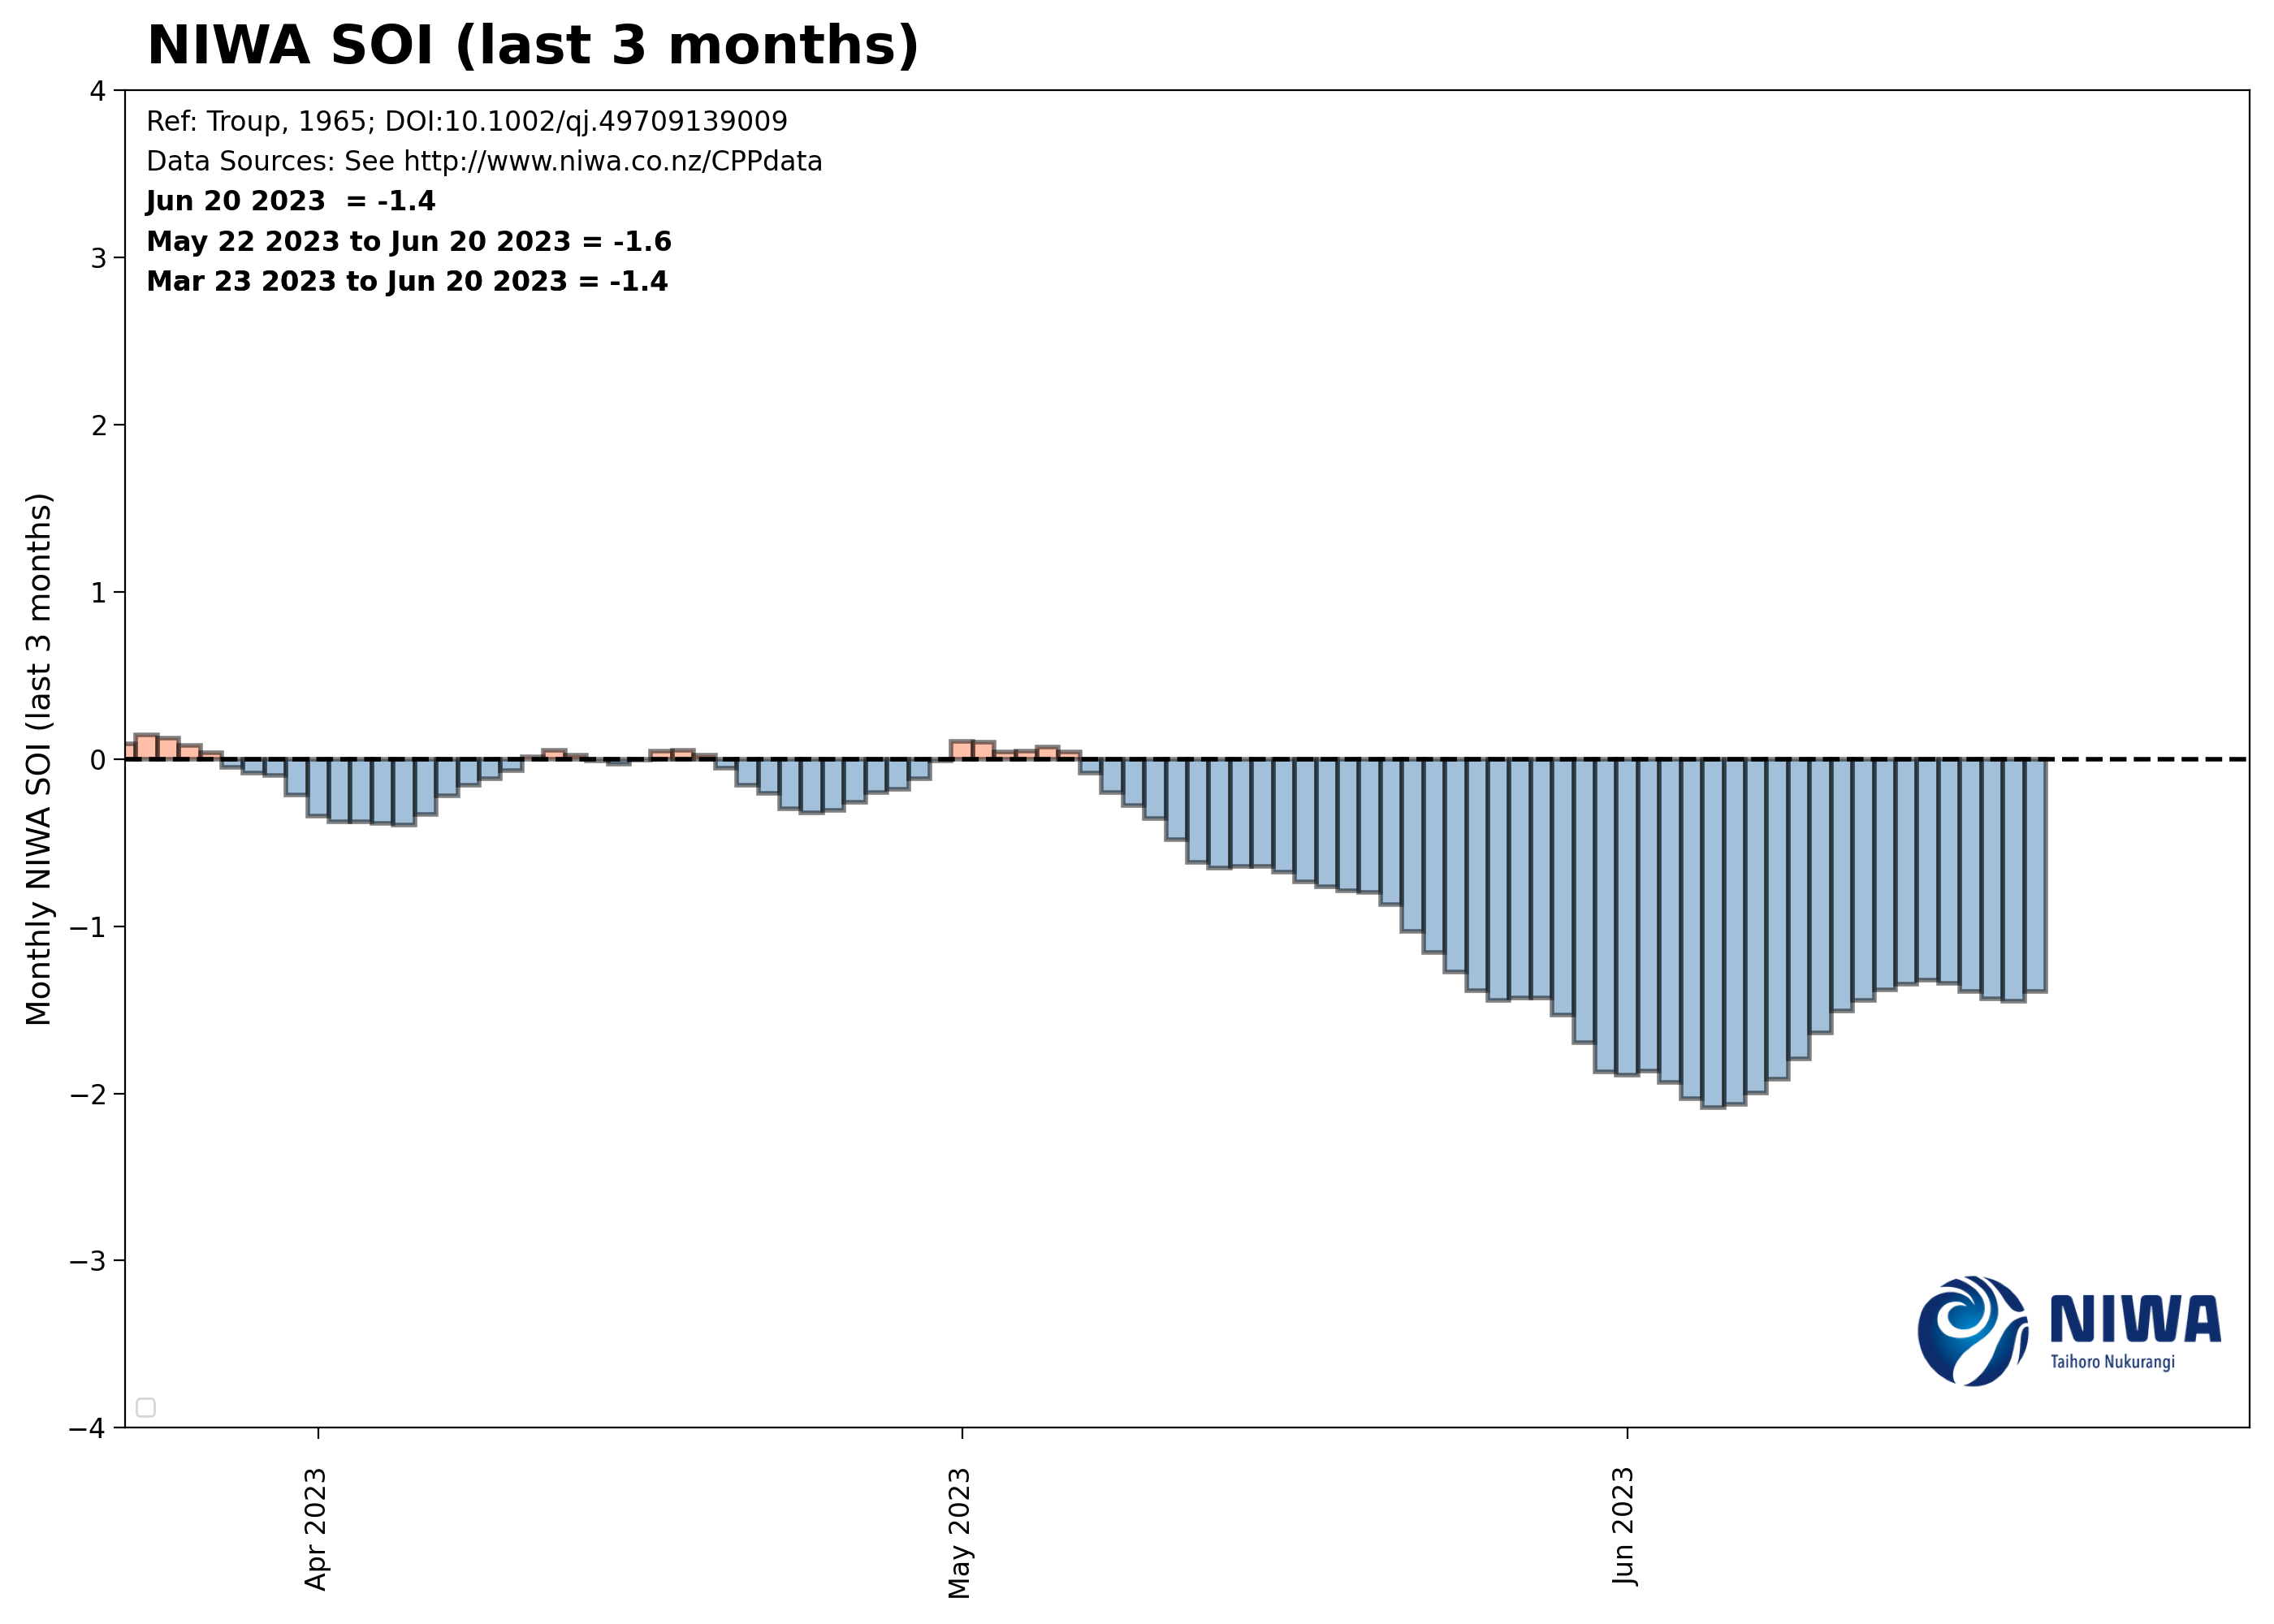 NIWA SOI (last 3 months)
Ref: Troup, 1965; DOI:10.1002/qj.49709139009
Data Sources: See http://www.niwa.co.nz/CPPdata
Jun 20 2023  = -1.4
May 22 2023 to Jun 20 2023 = -1.6
Mar 23 2023 to Jun 20 2023 = -1.4
Monthly NIWA SOI (last 3 months)
4
3
2
1
0
−1
−2
−3
−4
NIWA
Taihoro Nukurangi
Apr 2023
May 2023
Jun 2023